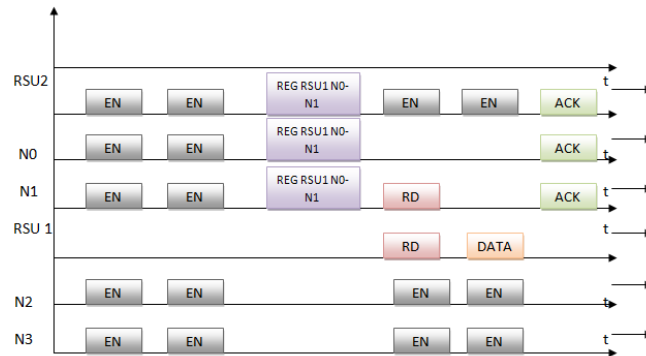 RSU2
t
EN
EN
REG RSU1 N0-
N1
EN
EN
ACK
N0
t
EN
EN
REG RSU1 N0-
N1
ACK
N1
t
EN
EN
REG RSU1 N0-
N1
RD
ACK
RSU 1
t
RD
DATA
N2
t
EN
EN
EN
EN
N3
t
EN
EN
EN
EN